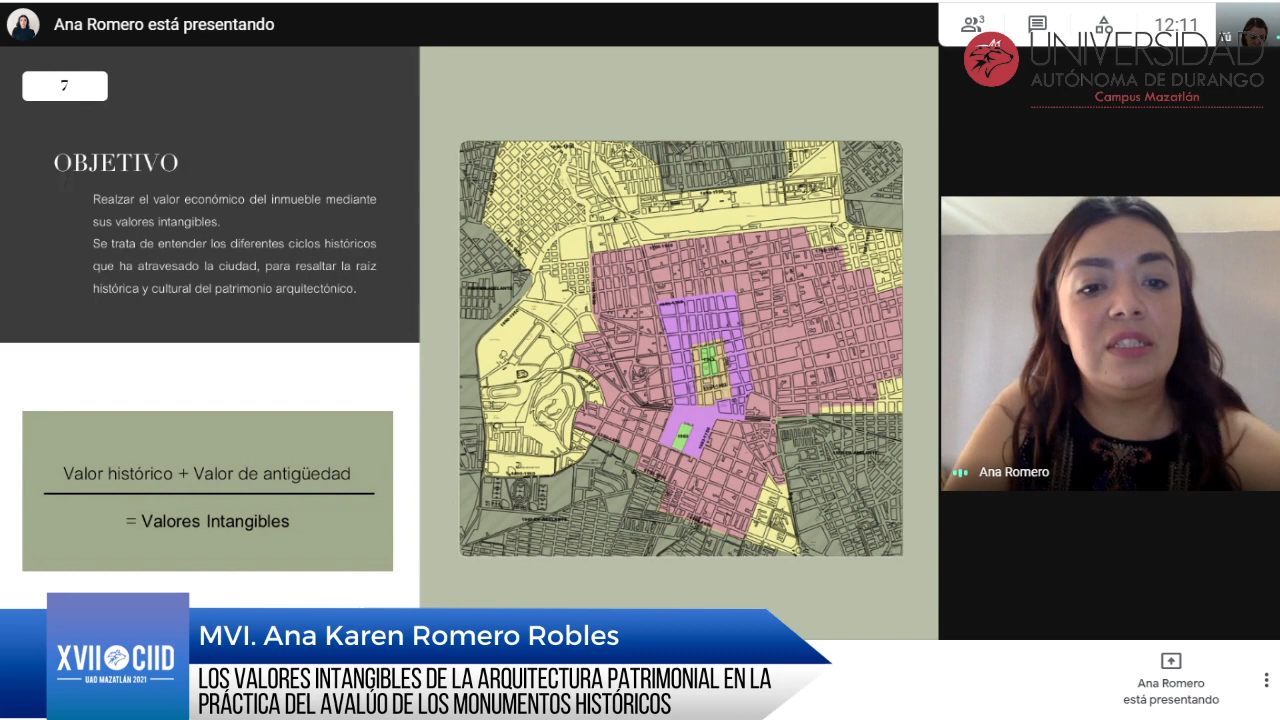 Ana Romero está presentando
3
12:11
Tú
UNIVERSIDAD
AUTÓNOMA DE DURANGO
Campus Mazatlán
7
OBJETIVO
Realzar el valor económico del inmueble mediante
sus valores intangibles.
Se trata de entender los diferentes ciclos históricos
que ha atravesado la ciudad, para resaltar la raíz
histórica y cultural del patrimonio arquitectónico.
Valor histórico + Valor de antigüedad
= Valores Intangibles
Ana Romero
MVI. Ana Karen Romero Robles
XVII CIID
UAD MAZATLÁN 2021
LOS VALORES INTANGIBLES DE LA ARQUITECTURA PATRIMONIAL EN LA
PRÁCTICA DEL AVALÚO DE LOS MONUMENTOS HISTÓRICOS
Ana Romero
está presentando